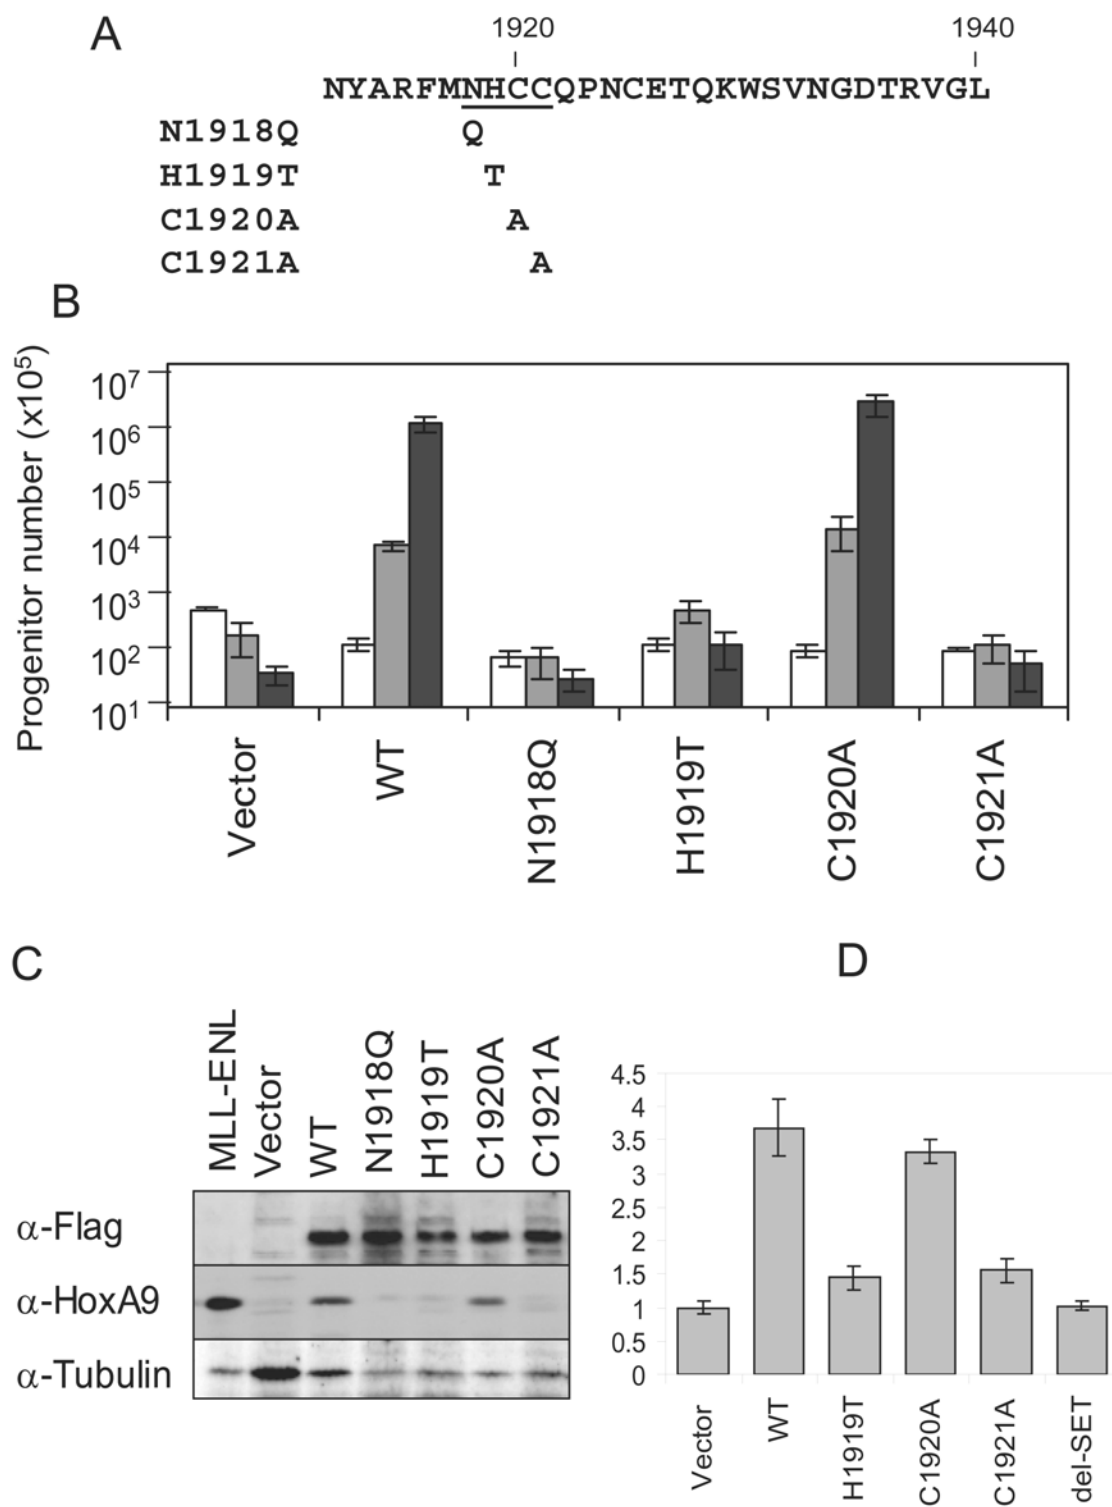 A
1920 1940
NYARFMNHCCQPNCETQKWSVNGDTRVGL
N1918Q Q
H1919T T
C1920A A
C1921A A
B
Progenitor number (x10⁵)
10⁷
10⁶
10⁵
10⁴
10³
10²
10¹
Vector WT N1918Q H1919T C1920A C1921A
C
MLL-ENL Vector WT N1918Q H1919T C1920A C1921A
α-Flag
α-HoxA9
α-Tubulin
D
4.5
4
3.5
3
2.5
2
1.5
1
0.5
0
Vector WT H1919T C1920A C1921A del-SET